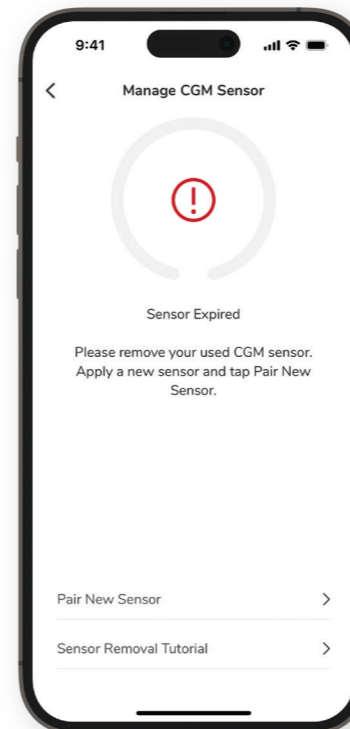 9:41
Manage CGM Sensor
Sensor Expired
Please remove your used CGM sensor.
Apply a new sensor and tap Pair New
Sensor.
Pair New Sensor
Sensor Removal Tutorial